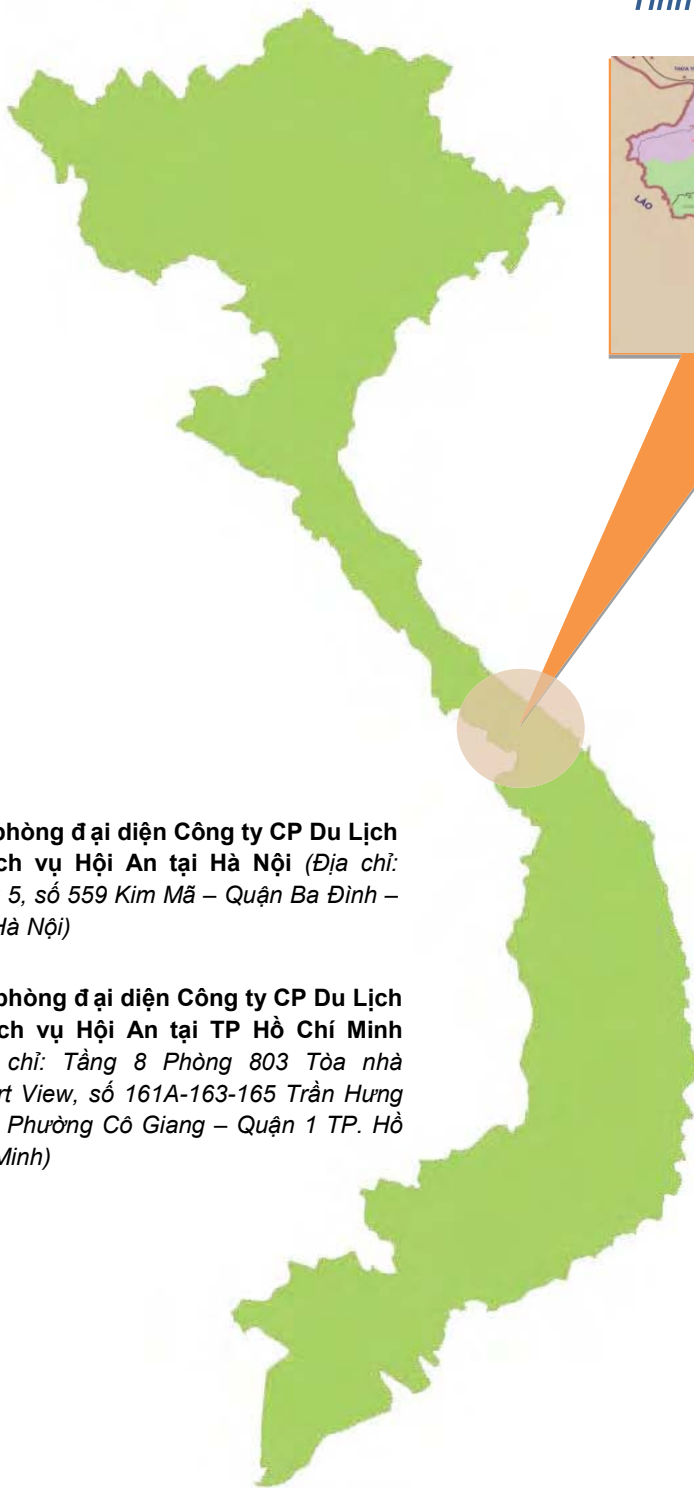 LÀO
phòng đại diện Công ty CP Du Lịch
ch vụ Hội An tại Hà Nội (Địa chỉ:
5, số 559 Kim Mã – Quận Ba Đình –
Hà Nội)
phòng đại diện Công ty CP Du Lịch
ch vụ Hội An tại TP Hồ Chí Minh
chỉ: Tầng 8 Phòng 803 Tòa nhà
rt View, số 161A-163-165 Trần Hưng
Phường Cô Giang – Quận 1 TP. Hồ
Minh)